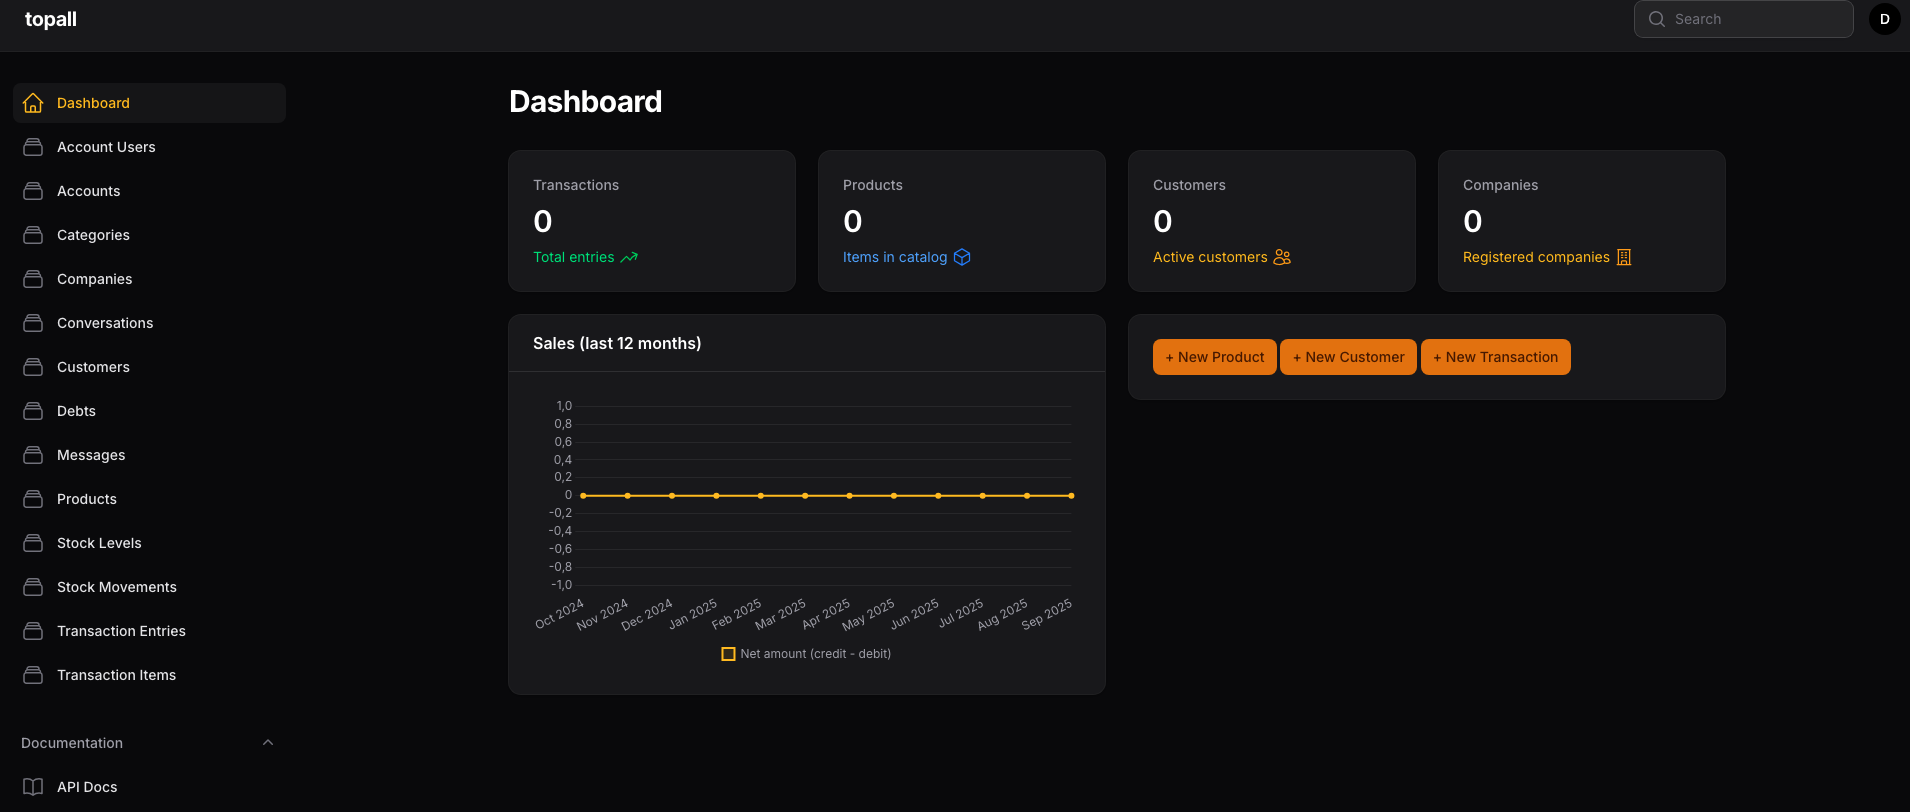 topall
Search
D
Dashboard
Account Users
Accounts
Categories
Companies
Conversations
Customers
Debts
Messages
Products
Stock Levels
Stock Movements
Transaction Entries
Transaction Items
Documentation
API Docs
Dashboard
Transactions
0
Total entries
Products
0
Items in catalog
Customers
0
Active customers
Companies
0
Registered companies
Sales (last 12 months)
1,0
0,8
0,6
0,4
0,2
0
-0,2
-0,4
-0,6
-0,8
-1,0
Oct 2024
Nov 2024
Dec 2024
Jan 2025
Feb 2025
Mar 2025
Apr 2025
May 2025
Jun 2025
Jul 2025
Aug 2025
Sep 2025
Net amount (credit - debit)
+ New Product
+ New Customer
+ New Transaction